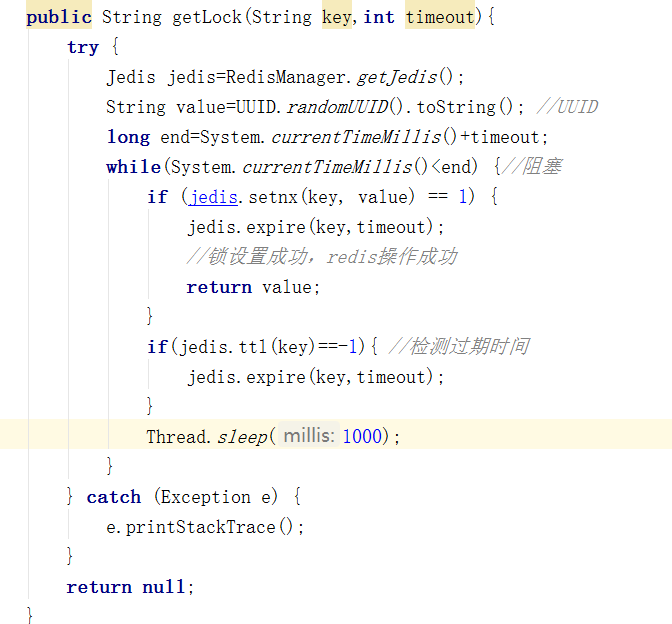 public String getLock(String key,int timeout){
try {
Jedis jedis=RedisManager.getJedis();
String value=UUID.randomUUID().toString(); //UUID
long end=System.currentTimeMillis()+timeout;
while(System.currentTimeMillis()<end) {//阻塞
if (jedis.setnx(key, value) == 1) {
jedis.expire(key,timeout);
//锁设置成功，redis操作成功
return value;
}
if(jedis.ttl(key)==-1){ //检测过期时间
jedis.expire(key,timeout);
}
Thread.sleep( millis: 1000);
}
} catch (Exception e) {
e.printStackTrace();
}
return null;
}